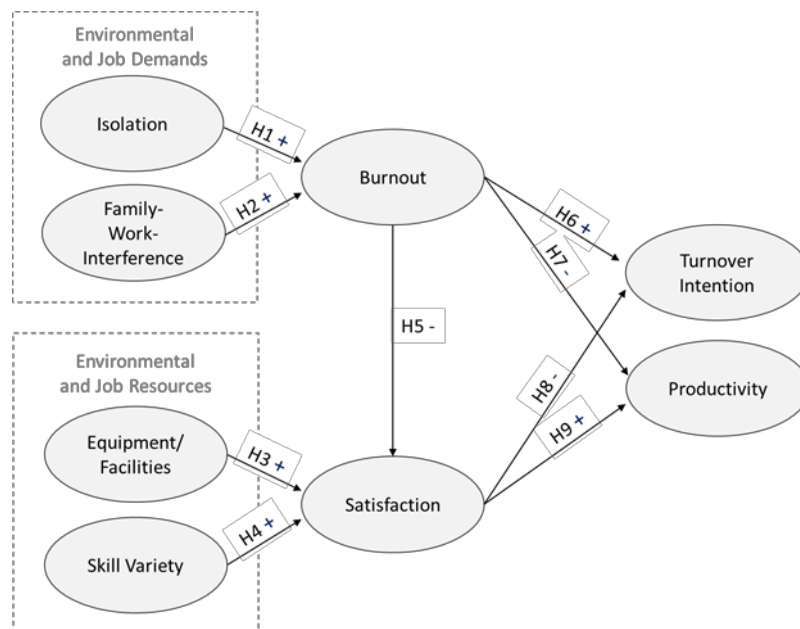 Environmental
and Job Demands
Isolation
H1 +
Burnout
Family-
Work-
Interference
H2 +
H6 +
H7 -
Turnover
Intention
H5 -
Environmental
and Job Resources
H8 -
Productivity
H9 +
Equipment/
Facilities
H3 +
Satisfaction
Skill Variety
H4 +